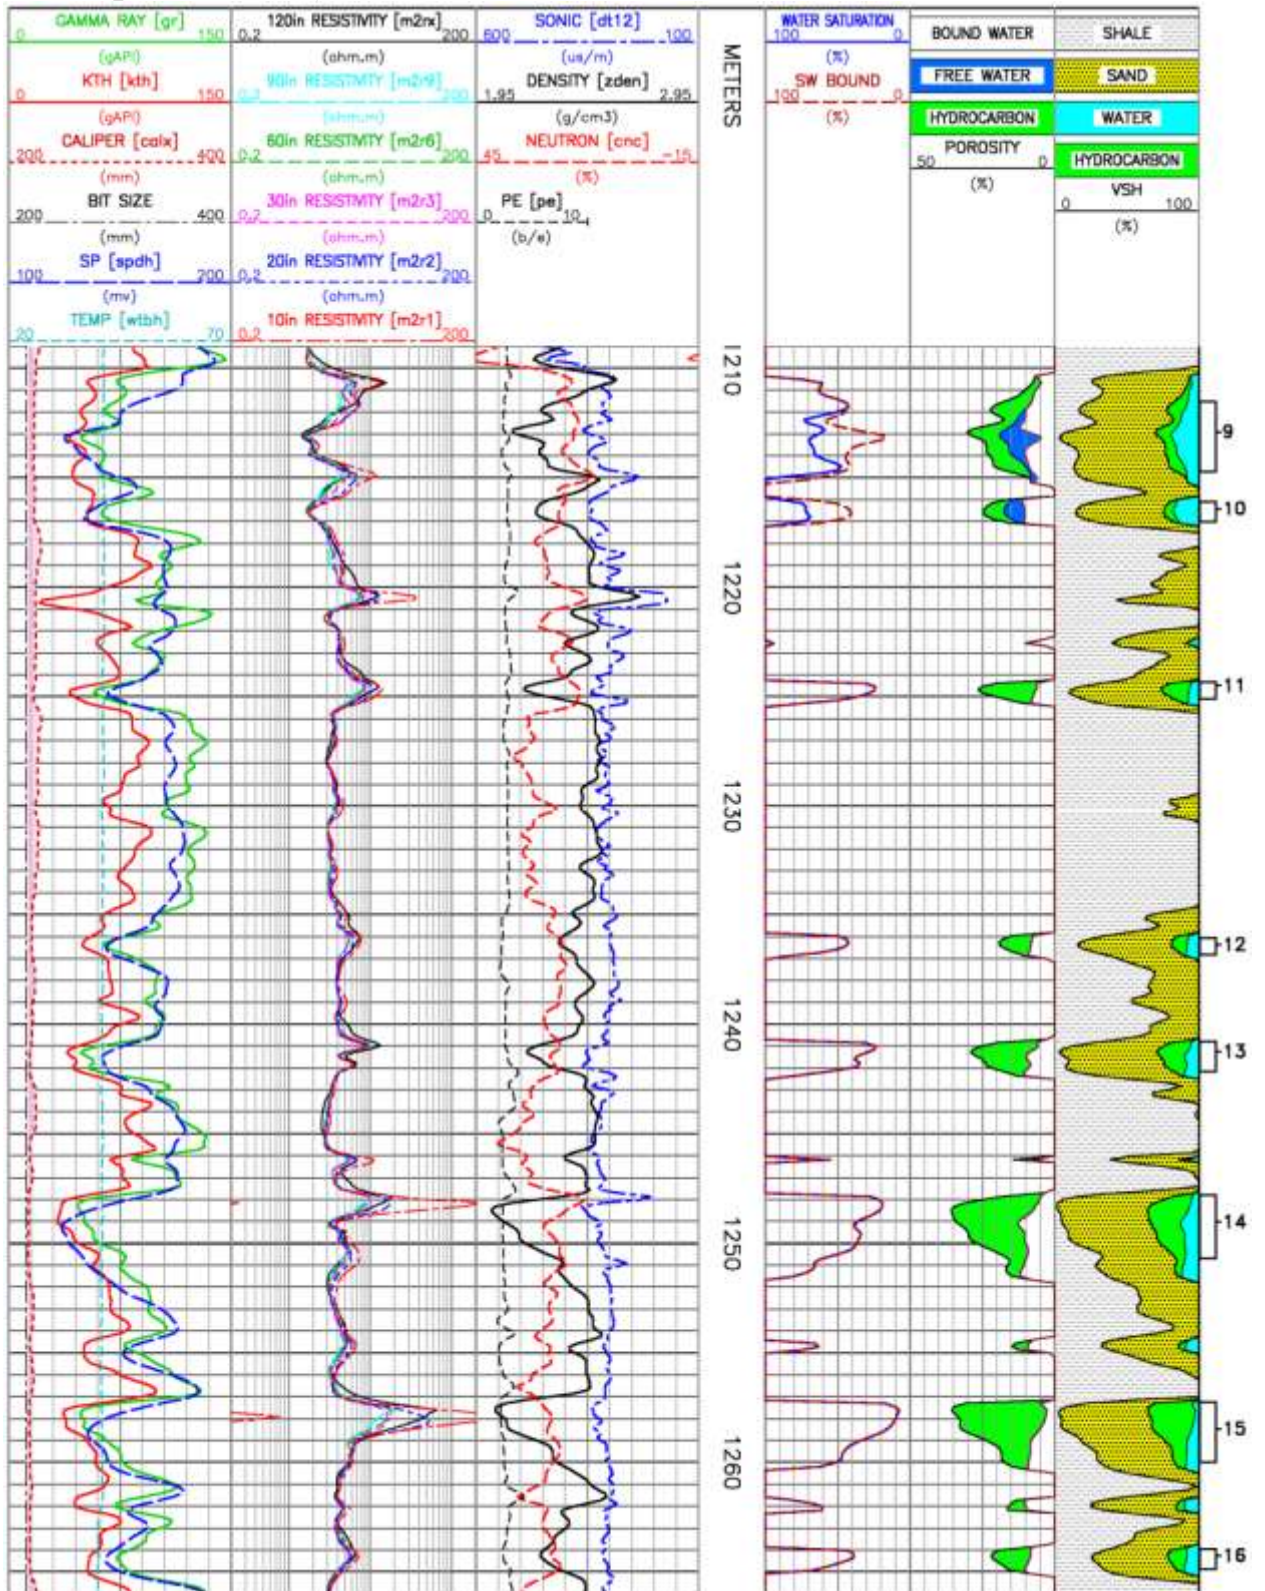 GAMMA RAY [gr]
0 150
(gAPI)
KTH [kth]
0 150
(gAPI)
CALIPER [calx]
200 400
(mm)
BIT SIZE
200 400
(mm)
SP [spdh]
100 200
(mv)
TEMP [wtbh]
20 70
120in RESISTIVITY [m2rx]
0.2 200
(ohm.m)
90in RESISTIVITY [m2r9]
0.2 200
(ohm.m)
60in RESISTIVITY [m2r6]
0.2 200
(ohm.m)
30in RESISTIVITY [m2r3]
0.2 200
(ohm.m)
20in RESISTIVITY [m2r2]
0.2 200
(ohm.m)
10in RESISTIVITY [m2r1]
0.2 200
SONIC [dt12]
600 100
(us/m)
DENSITY [zden]
1.95 2.95
(g/cm3)
NEUTRON [cnc]
45 -15
(%)
PE [pe]
0 10
(b/e)
METERS
WATER SATURATION
100 0
(%)
SW BOUND
100 0
(%)
BOUND WATER
FREE WATER
HYDROCARBON
POROSITY
50 0
(%)
SHALE
SAND
WATER
HYDROCARBON
VSH
0 100
(%)
1210
1220
1230
1240
1250
1260
9
10
11
12
13
14
15
16